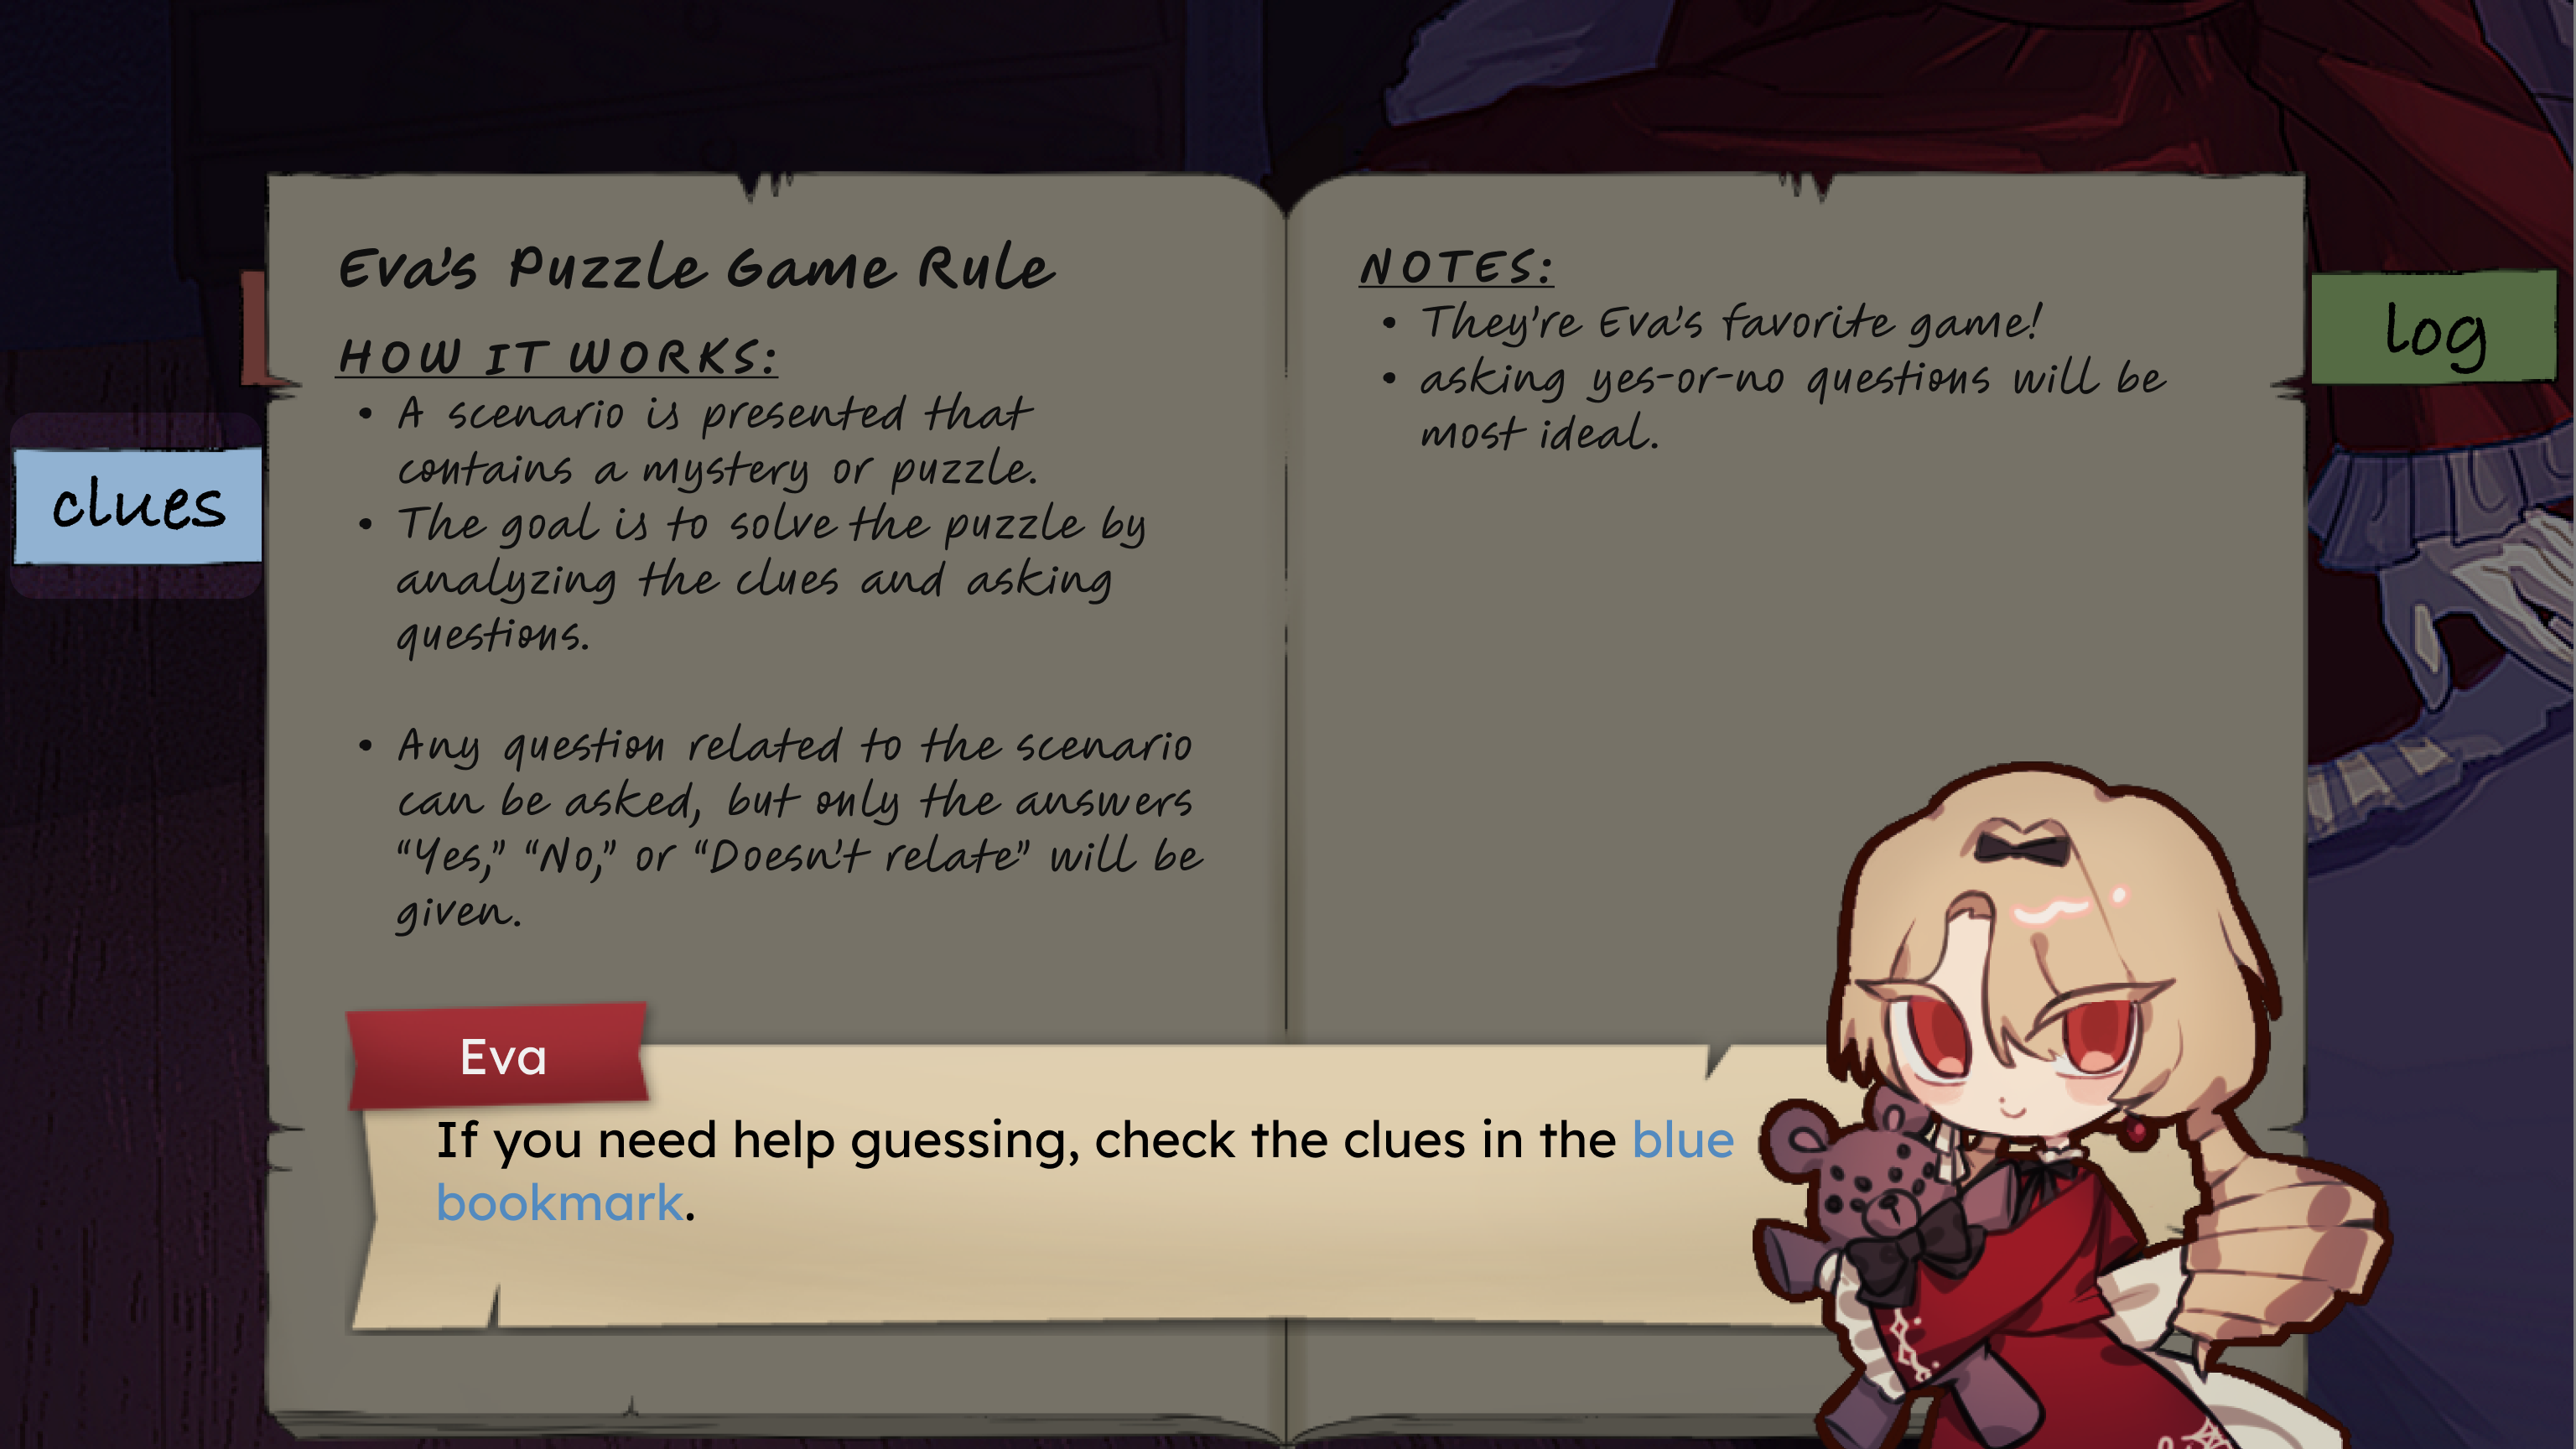 Eva's Puzzle Game Rule
HOW IT WORKS:
• A scenario is presented that
contains a mystery or puzzle.
• The goal is to solve the puzzle by
analyzing the clues and asking
questions.
• Any question related to the scenario
can be asked, but only the answers
“Yes,” “No,” or “Doesn't relate” will be
given.
NOTES:
• They're Eva's favorite game!
• asking yes-or-no questions will be
most ideal.
clues
log
Eva
If you need help guessing, check the clues in the blue
bookmark.